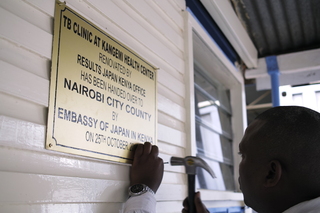 TB CLINIC AT KANGEMI HEALTH CENTER
RENOVATED BY
RESULTS JAPAN KENYA
HAS BEEN HANDED OVER TO
NAIROBI CITY COUNTY
BY
EMBASSY OF JAPAN IN KENYA
ON 25TH OCTOBER